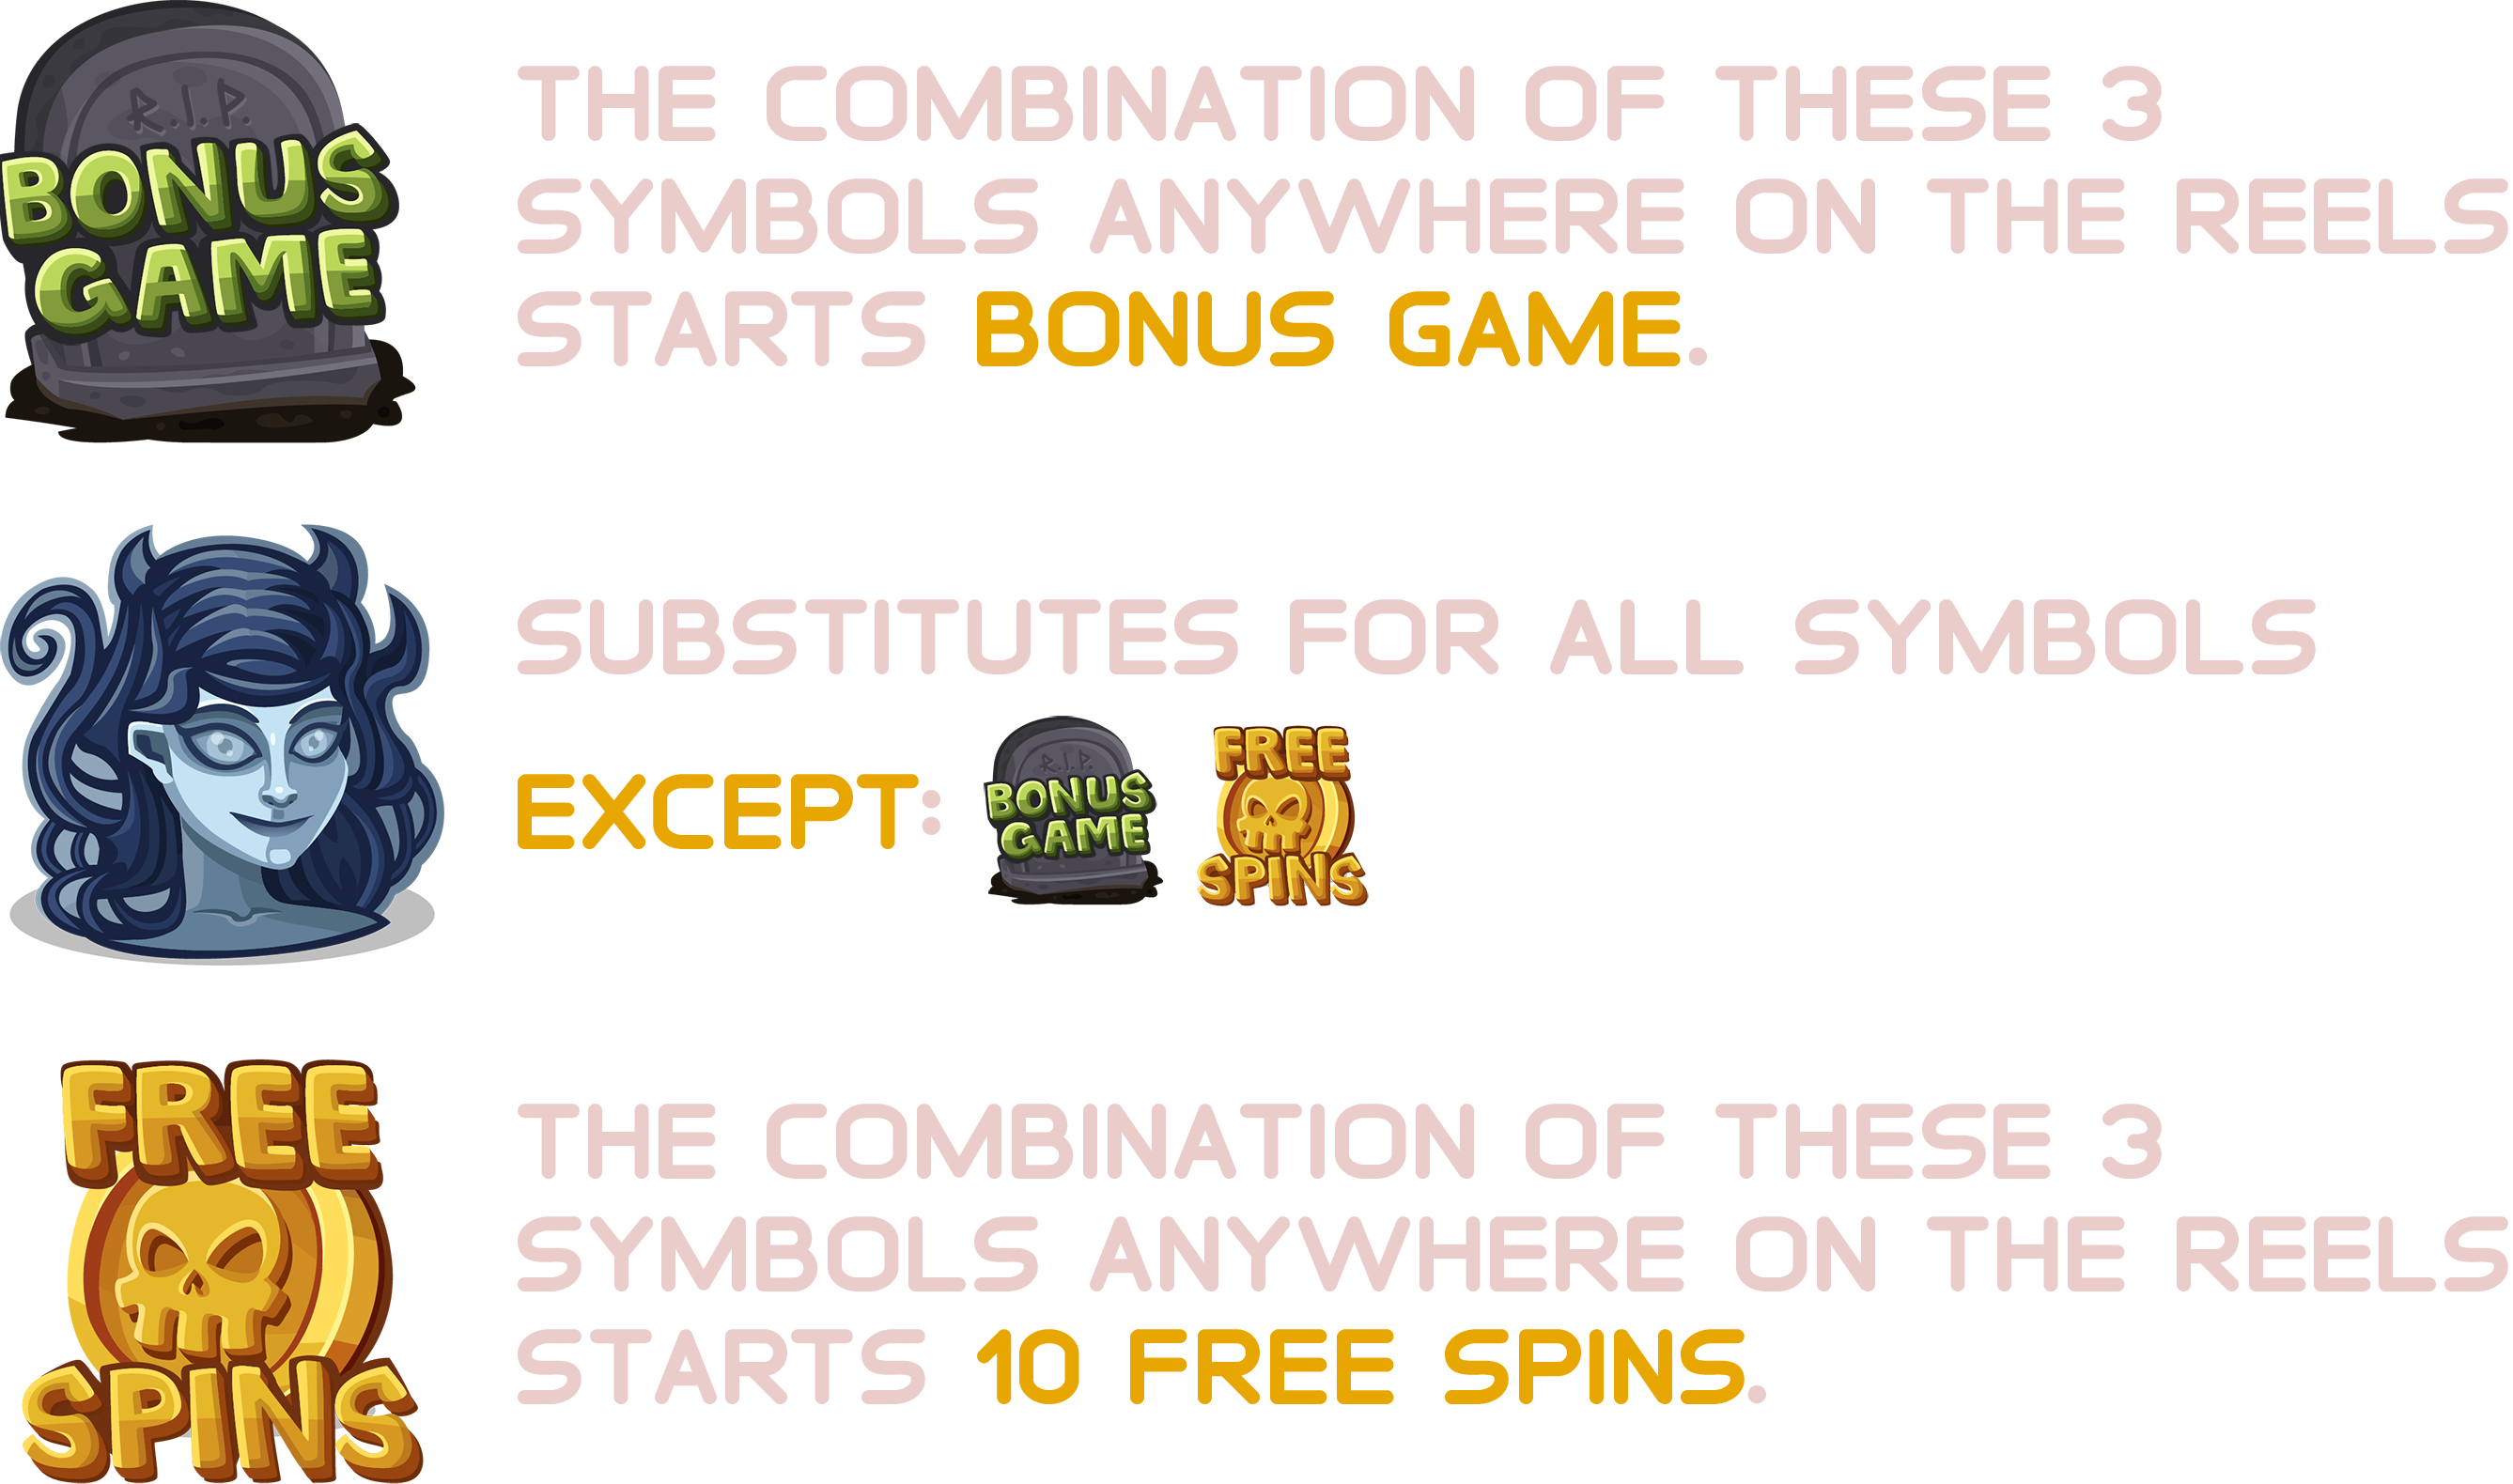 R.I.P.
BONUS
GAME
THE COMBINATION OF THESE 3
SYMBOLS ANYWHERE ON THE REELS
STARTS BONUS GAME.
SUBSTITUTES FOR ALL SYMBOLS
EXCEPT:
R.I.P.
BONUS
GAME
FREE
SPINS
FREE
SPINS
THE COMBINATION OF THESE 3
SYMBOLS ANYWHERE ON THE REELS
STARTS 10 FREE SPINS.